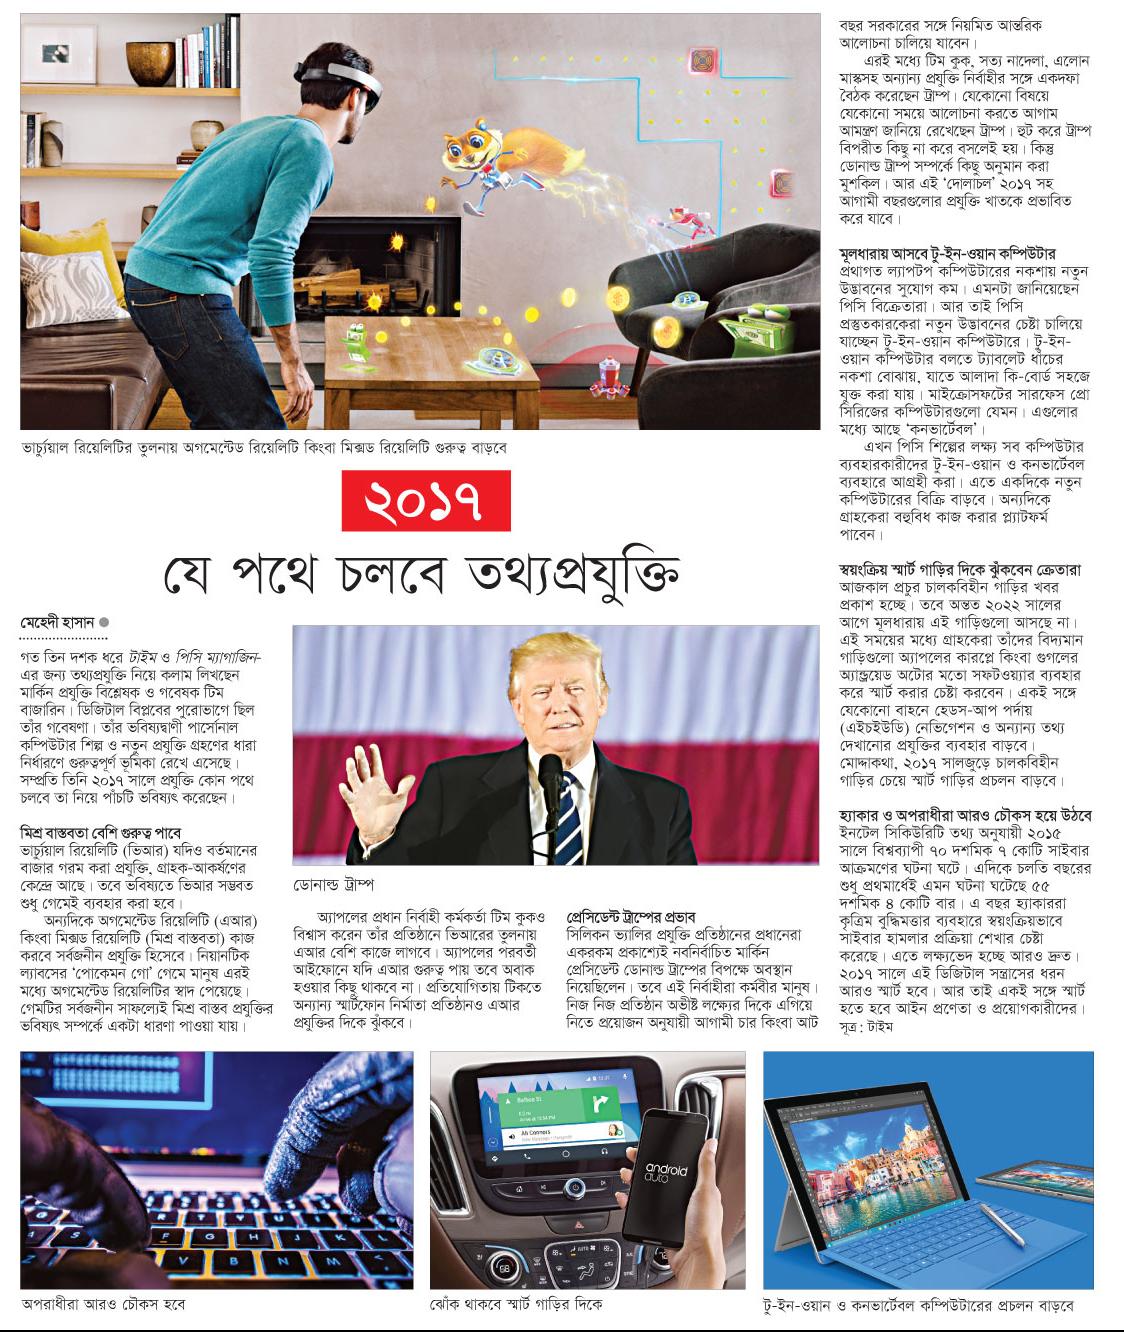 ভার্চ্যুয়াল রিয়েলিটির তুলনায় অগমেন্টেড রিয়েলিটি কিংবা মিক্সড রিয়েলিটি গুরুত্ব বাড়বে
২০১৭
যে পথে চলবে তথ্যপ্রযুক্তি
মেহেদী হাসান ●
গত তিন দশক ধরে টাইম ও পিসি ম্যাগাজিন-
এর জন্য তথ্যপ্রযুক্তি নিয়ে কলাম লিখছেন
মার্কিন প্রযুক্তি বিশ্লেষক ও গবেষক টিম
বাজারিন। ডিজিটাল বিপ্লবের পুরোভাগে ছিল
তাঁর গবেষণা। তাঁর ভবিষ্যদ্বাণী পার্সোনাল
কম্পিউটার শিল্প ও নতুন প্রযুক্তি গ্রহণের ধারা
নির্ধারণে গুরুত্বপূর্ণ ভূমিকা রেখে এসেছে।
সম্প্রতি তিনি ২০১৭ সালে প্রযুক্তি কোন পথে
চলবে তা নিয়ে পাঁচটি ভবিষ্যৎ করেছেন।
মিশ্র বাস্তবতা বেশি গুরুত্ব পাবে
ভার্চ্যুয়াল রিয়েলিটি (ভিআর) যদিও বর্তমানের
বাজার গরম করা প্রযুক্তি, গ্রাহক-আকর্ষণের
কেন্দ্রে আছে। তবে ভবিষ্যতে ভিআর সম্ভবত
শুধু গেমেই ব্যবহার করা হবে।
অন্যদিকে অগমেন্টেড রিয়েলিটি (এআর)
কিংবা মিক্সড রিয়েলিটি (মিশ্র বাস্তবতা) কাজ
করবে সর্বজনীন প্রযুক্তি হিসেবে। নিয়ানটিক
ল্যাবসের ‘পোকেমন গো’ গেমে মানুষ এরই
মধ্যে অগমেন্টেড রিয়েলিটির স্বাদ পেয়েছে।
গেমটির সর্বজনীন সাফল্যেই মিশ্র বাস্তব প্রযুক্তির
ভবিষ্যৎ সম্পর্কে একটা ধারণা পাওয়া যায়।
ডোনাল্ড ট্রাম্প
অ্যাপলের প্রধান নির্বাহী কর্মকর্তা টিম কুকও
বিশ্বাস করেন তাঁর প্রতিষ্ঠানে ভিআরের তুলনায়
এআর বেশি কাজে লাগবে। অ্যাপলের পরবর্তী
আইফোনে যদি এআর গুরুত্ব পায় তবে অবাক
হওয়ার কিছু থাকবে না। প্রতিযোগিতায় টিকতে
অন্যান্য স্মার্টফোন নির্মাতা প্রতিষ্ঠানও এআর
প্রযুক্তির দিকে ঝুঁকবে।
প্রেসিডেন্ট ট্রাম্পের প্রভাব
সিলিকন ভ্যালির প্রযুক্তি প্রতিষ্ঠানের প্রধানেরা
একরকম প্রকাশ্যেই নবনির্বাচিত মার্কিন
প্রেসিডেন্ট ডোনাল্ড ট্রাম্পের বিপক্ষে অবস্থান
নিয়েছিলেন। তবে এই নির্বাহীরা কর্মবীর মানুষ।
নিজ নিজ প্রতিষ্ঠান অভীষ্ট লক্ষ্যের দিকে এগিয়ে
নিতে প্রয়োজন অনুযায়ী আগামী চার কিংবা আট
বছর সরকারের সঙ্গে নিয়মিত আন্তরিক
আলোচনা চালিয়ে যাবেন।
এরই মধ্যে টিম কুক, সত্য নাদেলা, এলোন
মাস্কসহ অন্যান্য প্রযুক্তি নির্বাহীর সঙ্গে একদফা
বৈঠক করেছেন ট্রাম্প। যেকোনো বিষয়ে
যেকোনো সময়ে আলোচনা করতে আগাম
আমন্ত্রণ জানিয়ে রেখেছেন ট্রাম্প। হুট করে ট্রাম্প
বিপরীত কিছু না করে বসলেই হয়। কিন্তু
ডোনাল্ড ট্রাম্প সম্পর্কে কিছু অনুমান করা
মুশকিল। আর এই ‘দোলাচল’ ২০১৭ সহ
আগামী বছরগুলোর প্রযুক্তি খাতকে প্রভাবিত
করে যাবে।
মূলধারায় আসবে টু-ইন-ওয়ান কম্পিউটার
প্রথাগত ল্যাপটপ কম্পিউটারের নকশায় নতুন
উদ্ভাবনের সুযোগ কম। এমনটা জানিয়েছেন
পিসি বিক্রেতারা। আর তাই পিসি
প্রস্তুতকারকেরা নতুন উদ্ভাবনের চেষ্টা চালিয়ে
যাচ্ছেন টু-ইন-ওয়ান কম্পিউটারে। টু-ইন-
ওয়ান কম্পিউটার বলতে ট্যাবলেট ধাঁচের
নকশা বোঝায়, যাতে আলাদা কি-বোর্ড সহজে
যুক্ত করা যায়। মাইক্রোসফটের সারফেস প্রো
সিরিজের কম্পিউটারগুলো যেমন। এগুলোর
মধ্যে আছে ‘কনভার্টেবল’।
এখন পিসি শিল্পের লক্ষ্য সব কম্পিউটার
ব্যবহারকারীদের টু-ইন-ওয়ান ও কনভার্টেবল
ব্যবহারে আগ্রহী করা। এতে একদিকে নতুন
কম্পিউটারের বিক্রি বাড়বে। অন্যদিকে
গ্রাহকেরা বহুবিধ কাজ করার প্ল্যাটফর্ম
পাবেন।
স্বয়ংক্রিয় স্মার্ট গাড়ির দিকে ঝুঁকবেন ক্রেতারা
আজকাল প্রচুর চালকবিহীন গাড়ির খবর
প্রকাশ হচ্ছে। তবে অন্তত ২০২২ সালের
আগে মূলধারায় এই গাড়িগুলো আসছে না।
এই সময়ের মধ্যে গ্রাহকেরা তাঁদের বিদ্যমান
গাড়িগুলো অ্যাপলের কারপ্লে কিংবা গুগলের
অ্যান্ড্রয়েড অটোর মতো সফটওয়্যার ব্যবহার
করে স্মার্ট করার চেষ্টা করবেন। একই সঙ্গে
যেকোনো বাহনে হেডস-আপ পর্দায়
(এইচইউডি) নেভিগেশন ও অন্যান্য তথ্য
দেখানোর প্রযুক্তির ব্যবহার বাড়বে।
মোদ্দাকথা, ২০১৭ সালজুড়ে চালকবিহীন
গাড়ির চেয়ে স্মার্ট গাড়ির প্রচলন বাড়বে।
হ্যাকার ও অপরাধীরা আরও চৌকস হয়ে উঠবে
ইনটেল সিকিউরিটি তথ্য অনুযায়ী ২০১৫
সালে বিশ্বব্যাপী ৭০ দশমিক ৭ কোটি সাইবার
আক্রমণের ঘটনা ঘটে। এদিকে চলতি বছরের
শুধু প্রথমার্ধেই এমন ঘটনা ঘটেছে ৫৫
দশমিক ৪ কোটি বার। এ বছর হ্যাকাররা
কৃত্রিম বুদ্ধিমত্তার ব্যবহারে স্বয়ংক্রিয়ভাবে
সাইবার হামলার প্রক্রিয়া শেখার চেষ্টা
করেছে। এতে লক্ষ্যভেদ হচ্ছে আরও দ্রুত।
২০১৭ সালে এই ডিজিটাল সন্ত্রাসের ধরন
আরও স্মার্ট হবে। আর তাই একই সঙ্গে স্মার্ট
হতে হবে আইন প্রণেতা ও প্রয়োগকারীদের।
সূত্র: টাইম
android
auto
অপরাধীরা আরও চৌকস হবে
ঝোঁক থাকবে স্মার্ট গাড়ির দিকে
টু-ইন-ওয়ান ও কনভার্টেবল কম্পিউটারের প্রচলন বাড়বে